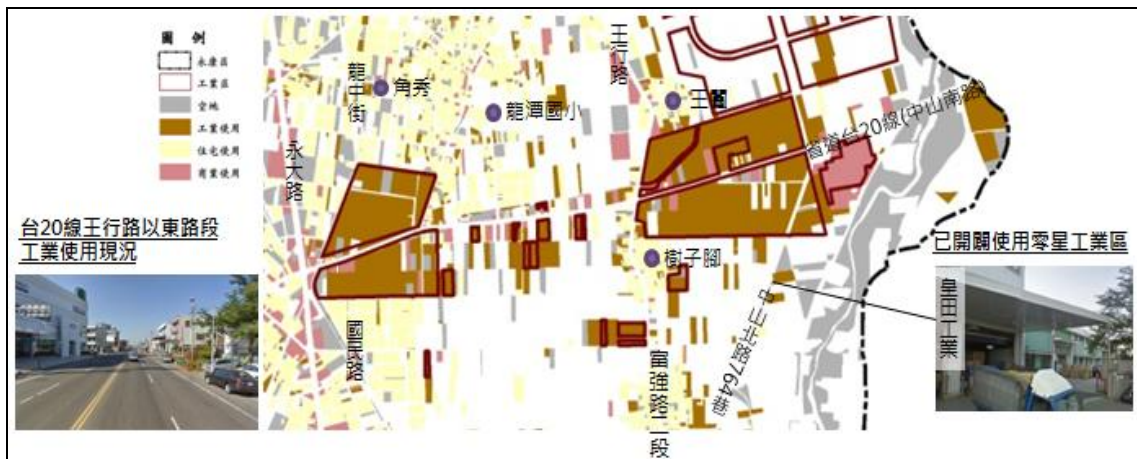 圖 例
永康區
工業區
空地
工業使用
住宅使用
商業使用
龍中街
角秀
龍潭國小
王行路
王田
永大路
省道台20線(中山南路)
台20線王行路以東路段
工業使用現況
樹子腳
已開闢使用零星工業區
皇田工業
中山北路764巷
國民路
富強路二段